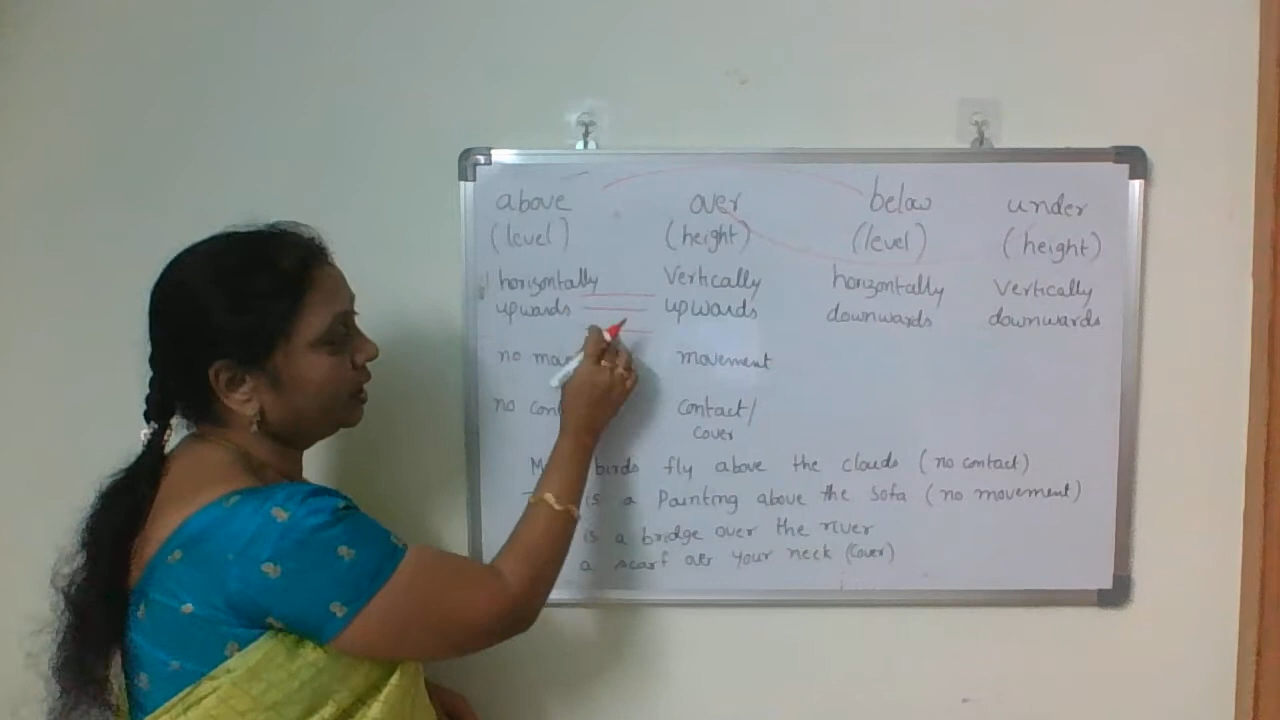 above over below under
(level) (height) (level) (height)
horizontally Vertically horizontally Vertically
upwards upwards downwards downwards
no movement
no contact/
cover
birds fly above the clouds (no contact)
is a Painting above the sofa (no movement)
is a bridge over the river
a scarf over your neck (cover)